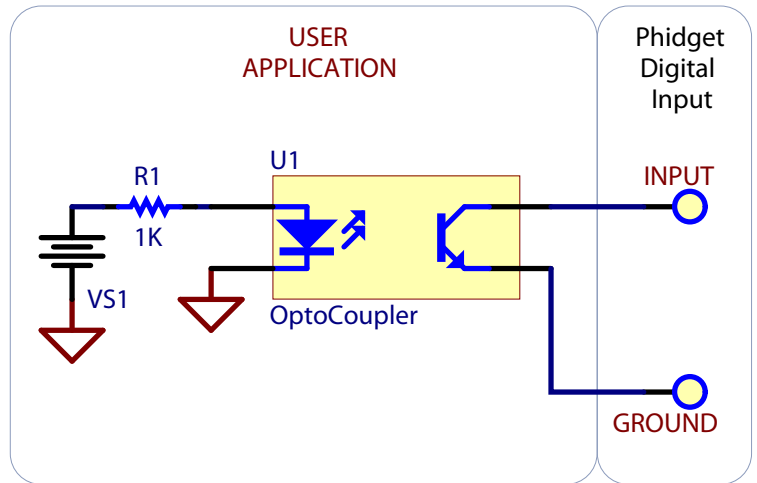 USER
APPLICATION
Phidget
Digital
Input
U1
R1
INPUT
1K
VS1
OptoCoupler
GROUND